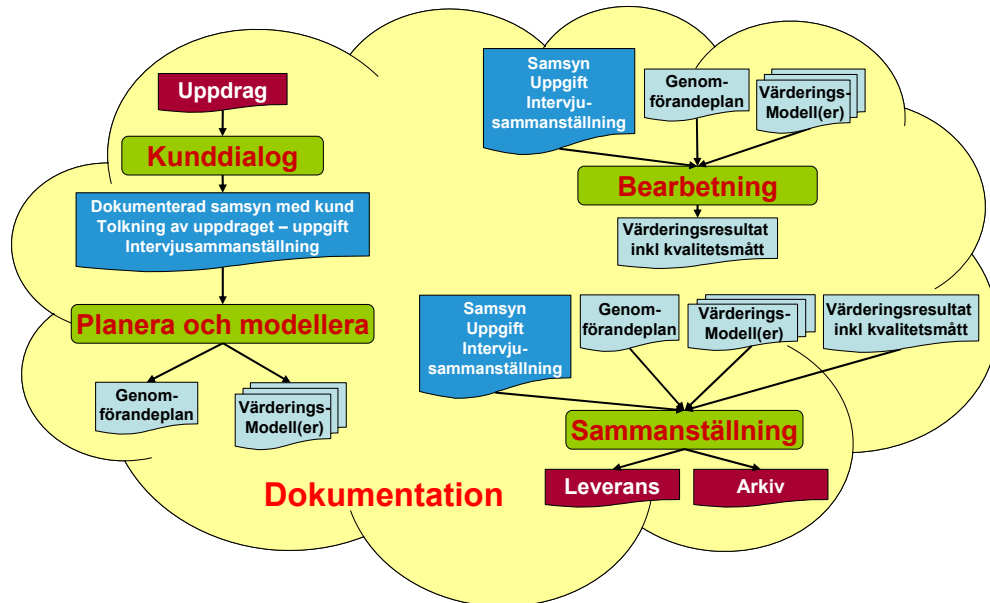 Uppdrag
Kunddialog
Dokumenterad samsyn med kund
Tolkning av uppdraget – uppgift
Intervjusammanställning
Planera och modellera
Genom-
förandeplan
Värderings-
Modell(er)
Samsyn
Uppgift
Intervju-
sammanställning
Genom-
förandeplan
Värderings-
Modell(er)
Bearbetning
Värderingsresultat
inkl kvalitetsmått
Samsyn
Uppgift
Intervju-
sammanställning
Genom-
förandeplan
Värderings-
Modell(er)
Värderingsresultat
inkl kvalitetsmått
Sammanställning
Leverans
Arkiv
Dokumentation